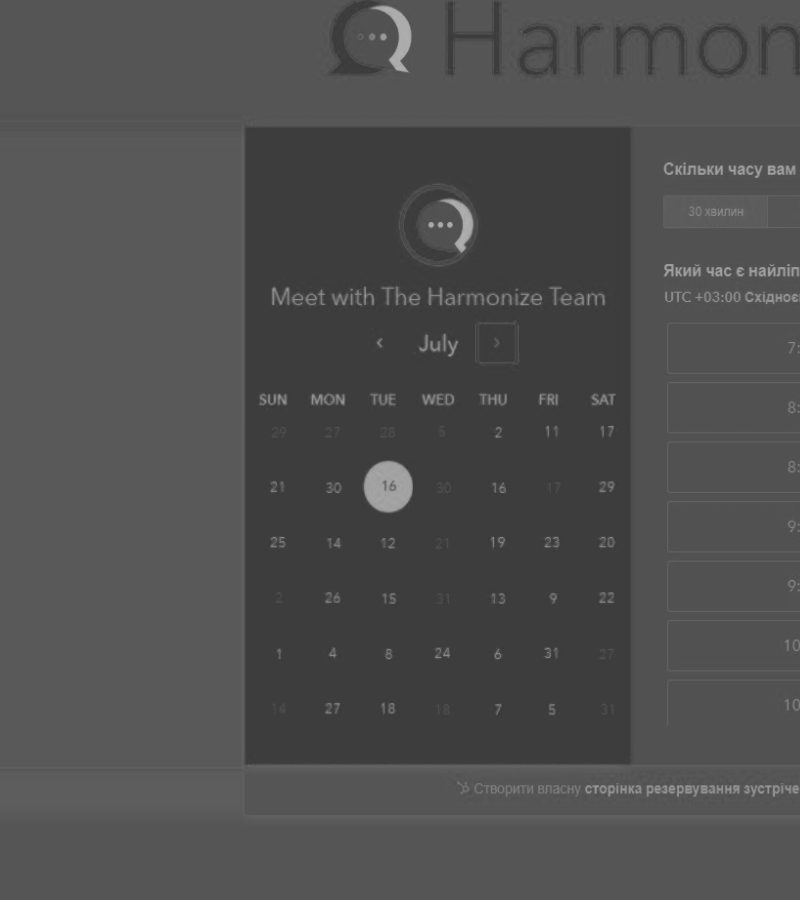 Harmon
Скільки часу вам
30 хвилин
Meet with The Harmonize Team
Який час є найліп
UTC +03:00 Східноє
‹ July ›
SUN MON TUE WED THU FRI SAT
29 27 28 5 2 11 17
21 30 16 30 16 17 29
25 14 12 21 19 23 20
2 26 15 31 13 9 22
1 4 8 24 6 31 27
14 27 18 18 7 5 31
7:
8:
8:
9:
9:
10
10
Створити власну сторінка резервування зустріче